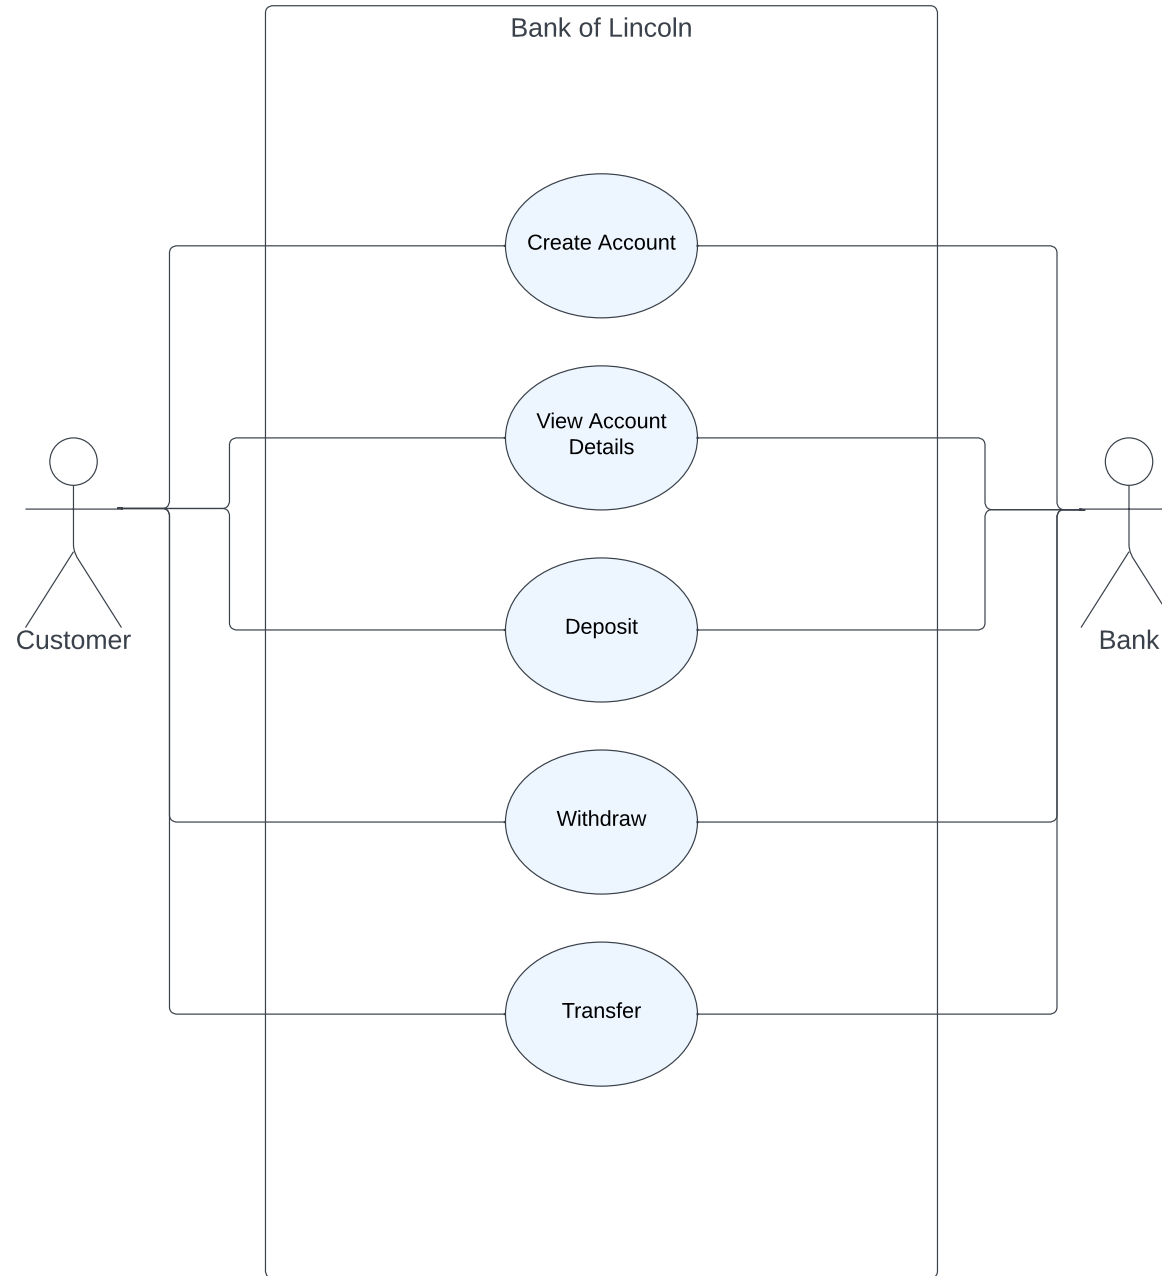 Bank of Lincoln
Create Account
View Account
Details
Deposit
Withdraw
Transfer
Customer
Bank